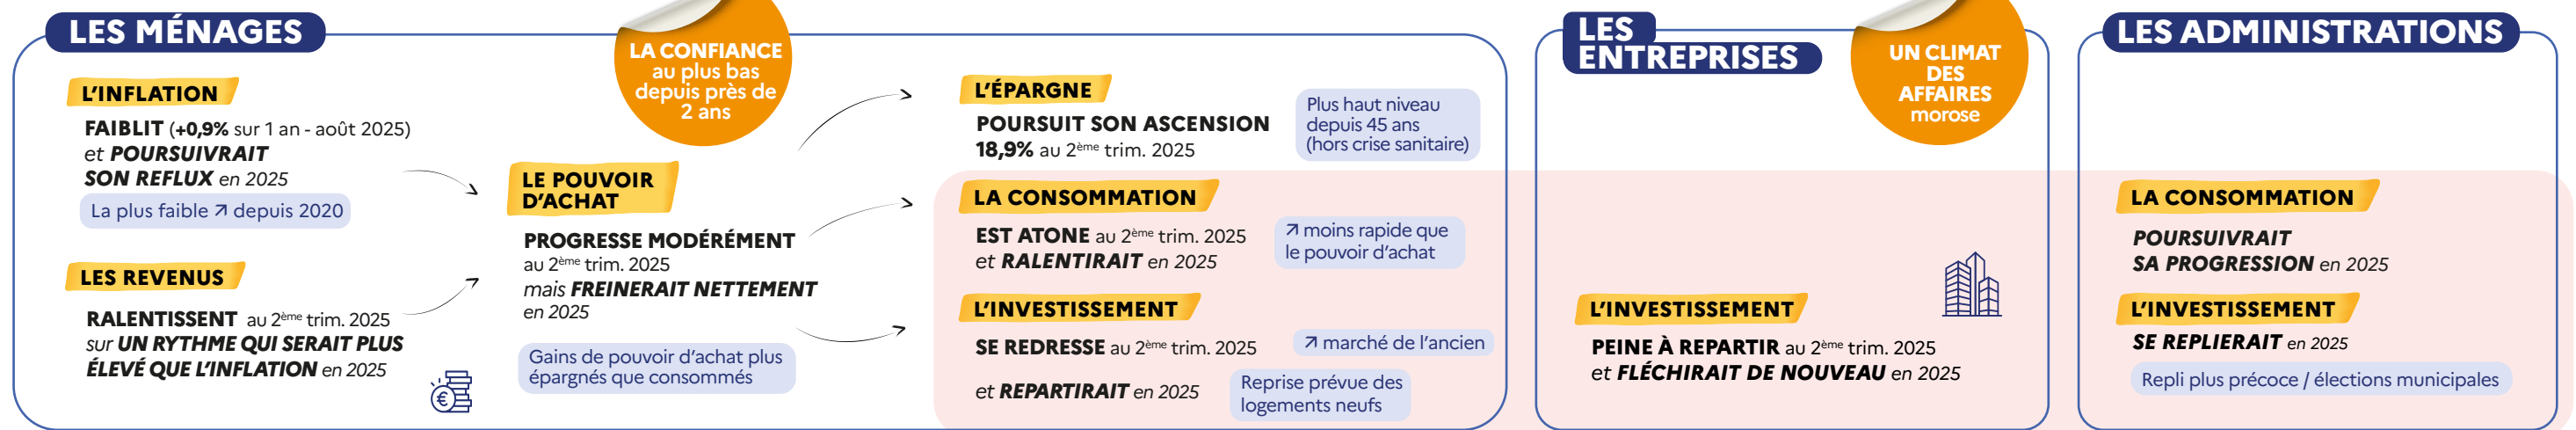 LES MÉNAGES
LA CONFIANCE
au plus bas
depuis près de
2 ans
L'INFLATION
FAIBLIT (+0,9% sur 1 an - août 2025)
et POURSUIVRAIT
SON REFLUX en 2025
La plus faible ↗ depuis 2020
LES REVENUS
RALENTISSENT au 2ème trim. 2025
sur UN RYTHME QUI SERAIT PLUS
ÉLEVÉ QUE L'INFLATION en 2025
€
LE POUVOIR
D'ACHAT
PROGRESSE MODÉRÉMENT
au 2ème trim. 2025
mais FREINERAIT NETTEMENT
en 2025
Gains de pouvoir d'achat plus
épargnés que consommés
L'ÉPARGNE
POURSUIT SON ASCENSION
18,9% au 2ème trim. 2025
Plus haut niveau
depuis 45 ans
(hors crise sanitaire)
LA CONSOMMATION
EST ATONE au 2ème trim. 2025
et RALENTIRAIT en 2025
↗ moins rapide que
le pouvoir d'achat
L'INVESTISSEMENT
SE REDRESSE au 2ème trim. 2025
↗ marché de l'ancien
et REPARTIRAIT en 2025
Reprise prévue des
logements neufs
LES
ENTREPRISES
UN CLIMAT
DES
AFFAIRES
morose
L'INVESTISSEMENT
PEINE À REPARTIR au 2ème trim. 2025
et FLÉCHIRAIT DE NOUVEAU en 2025
LES ADMINISTRATIONS
LA CONSOMMATION
POURSUIVRAIT
SA PROGRESSION en 2025
L'INVESTISSEMENT
SE REPLIERAIT en 2025
Repli plus précoce / élections municipales